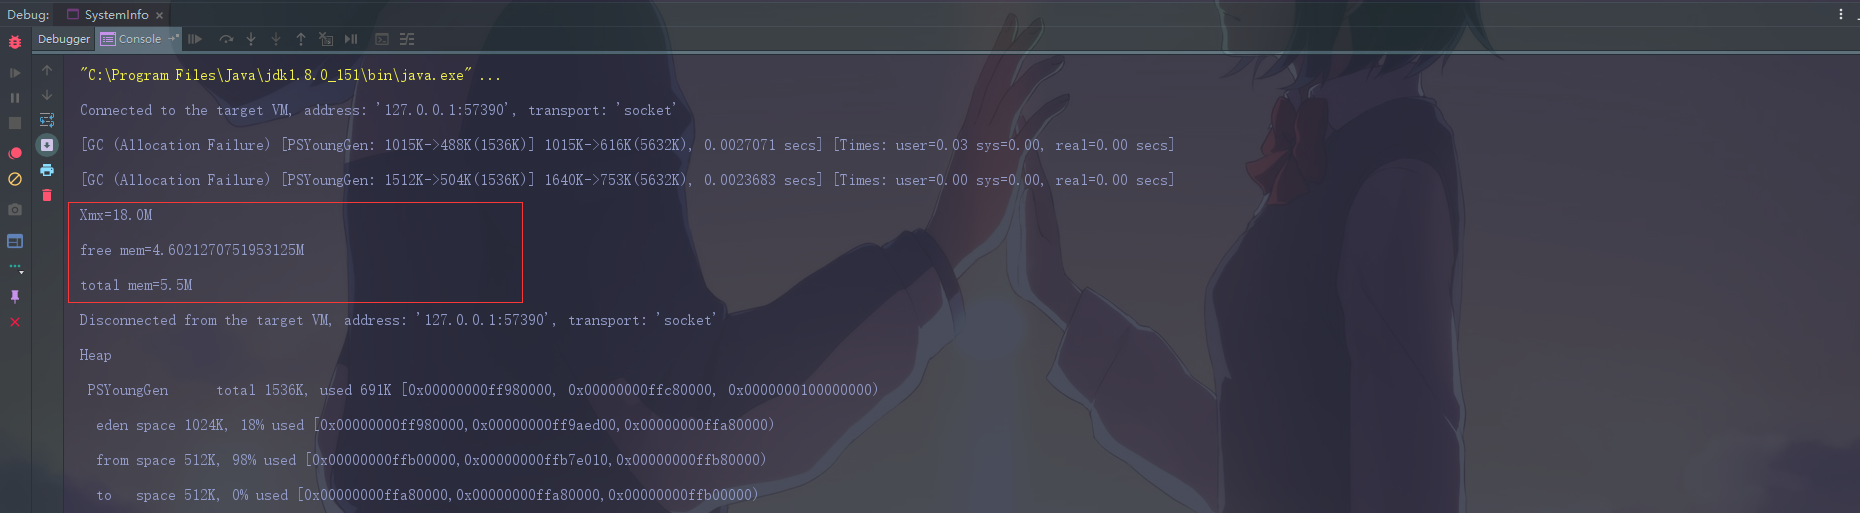 Debug: SystemInfo
Debugger Console
"C:\Program Files\Java\jdk1.8.0_151\bin\java.exe" ...
Connected to the target VM, address: '127.0.0.1:57390', transport: 'socket'
[GC (Allocation Failure) [PSYoungGen: 1015K->488K(1536K)] 1015K->616K(5632K), 0.0027071 secs] [Times: user=0.03 sys=0.00, real=0.00 secs]
[GC (Allocation Failure) [PSYoungGen: 1512K->504K(1536K)] 1640K->753K(5632K), 0.0023683 secs] [Times: user=0.00 sys=0.00, real=0.00 secs]
Xmx=18.0M
free mem=4.6021270751953125M
total mem=5.5M
Disconnected from the target VM, address: '127.0.0.1:57390', transport: 'socket'
Heap
PSYoungGen      total 1536K, used 691K [0x00000000ff980000, 0x00000000ffc80000, 0x0000000100000000)
eden space 1024K, 18% used [0x00000000ff980000,0x00000000ff9aed00,0x00000000ffa80000)
from space 512K, 98% used [0x00000000ffb00000,0x00000000ffb7e010,0x00000000ffb80000)
to   space 512K, 0% used [0x00000000ffa80000,0x00000000ffa80000,0x00000000ffb00000)